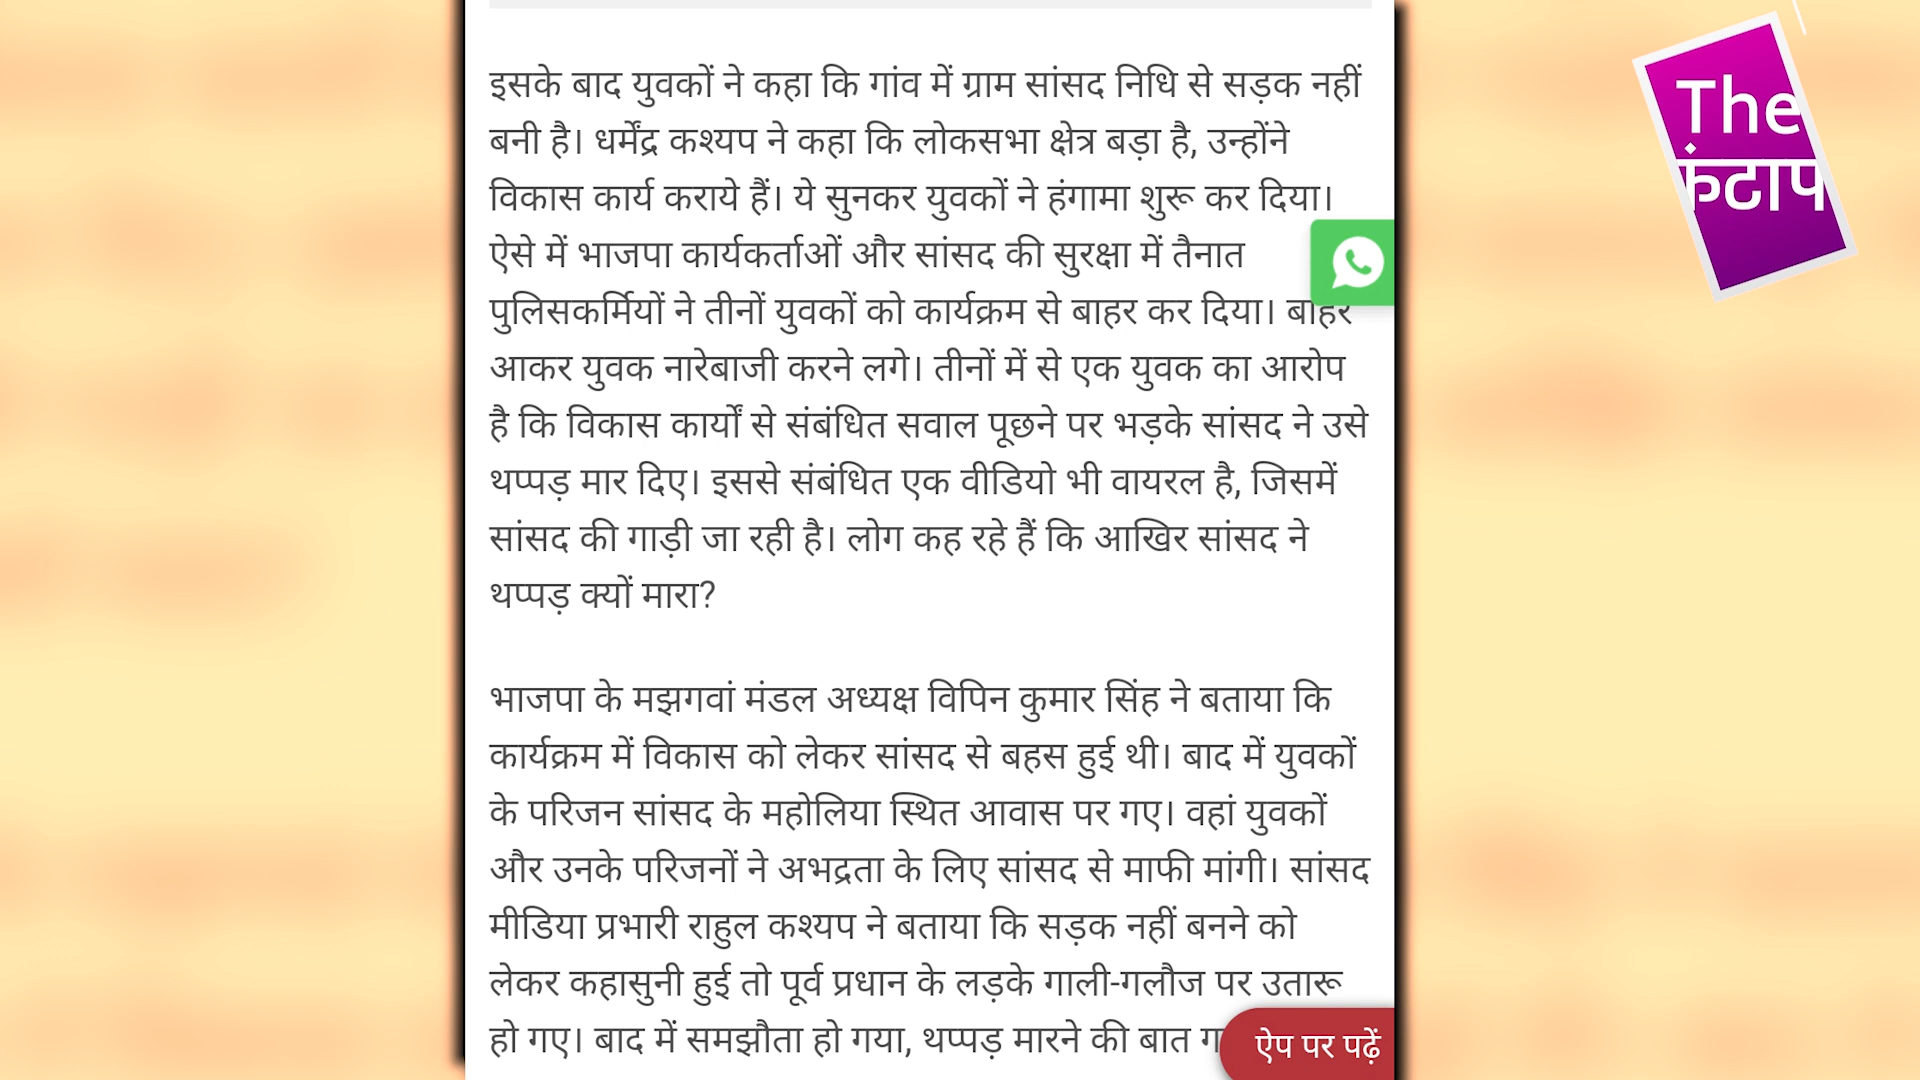 इसके बाद युवकों ने कहा कि गांव में ग्राम सांसद निधि से सड़क नहीं
बनी है। धर्मेंद्र कश्यप ने कहा कि लोकसभा क्षेत्र बड़ा है, उन्होंने
विकास कार्य कराये हैं। ये सुनकर युवकों ने हंगामा शुरू कर दिया।
ऐसे में भाजपा कार्यकर्ताओं और सांसद की सुरक्षा में तैनात
पुलिसकर्मियों ने तीनों युवकों को कार्यक्रम से बाहर कर दिया। बाहर
आकर युवक नारेबाजी करने लगे। तीनों में से एक युवक का आरोप
है कि विकास कार्यों से संबंधित सवाल पूछने पर भड़के सांसद ने उसे
थप्पड़ मार दिए। इससे संबंधित एक वीडियो भी वायरल है, जिसमें
सांसद की गाड़ी जा रही है। लोग कह रहे हैं कि आखिर सांसद ने
थप्पड़ क्यों मारा?
भाजपा के मझगवां मंडल अध्यक्ष विपिन कुमार सिंह ने बताया कि
कार्यक्रम में विकास को लेकर सांसद से बहस हुई थी। बाद में युवकों
के परिजन सांसद के महोलिया स्थित आवास पर गए। वहां युवकों
और उनके परिजनों ने अभद्रता के लिए सांसद से माफी मांगी। सांसद
मीडिया प्रभारी राहुल कश्यप ने बताया कि सड़क नहीं बनने को
लेकर कहासुनी हुई तो पूर्व प्रधान के लड़के गाली-गलौज पर उतारू
हो गए। बाद में समझौता हो गया, थप्पड़ मारने की बात
ऐप पर पढ़ें
The
फंटाप